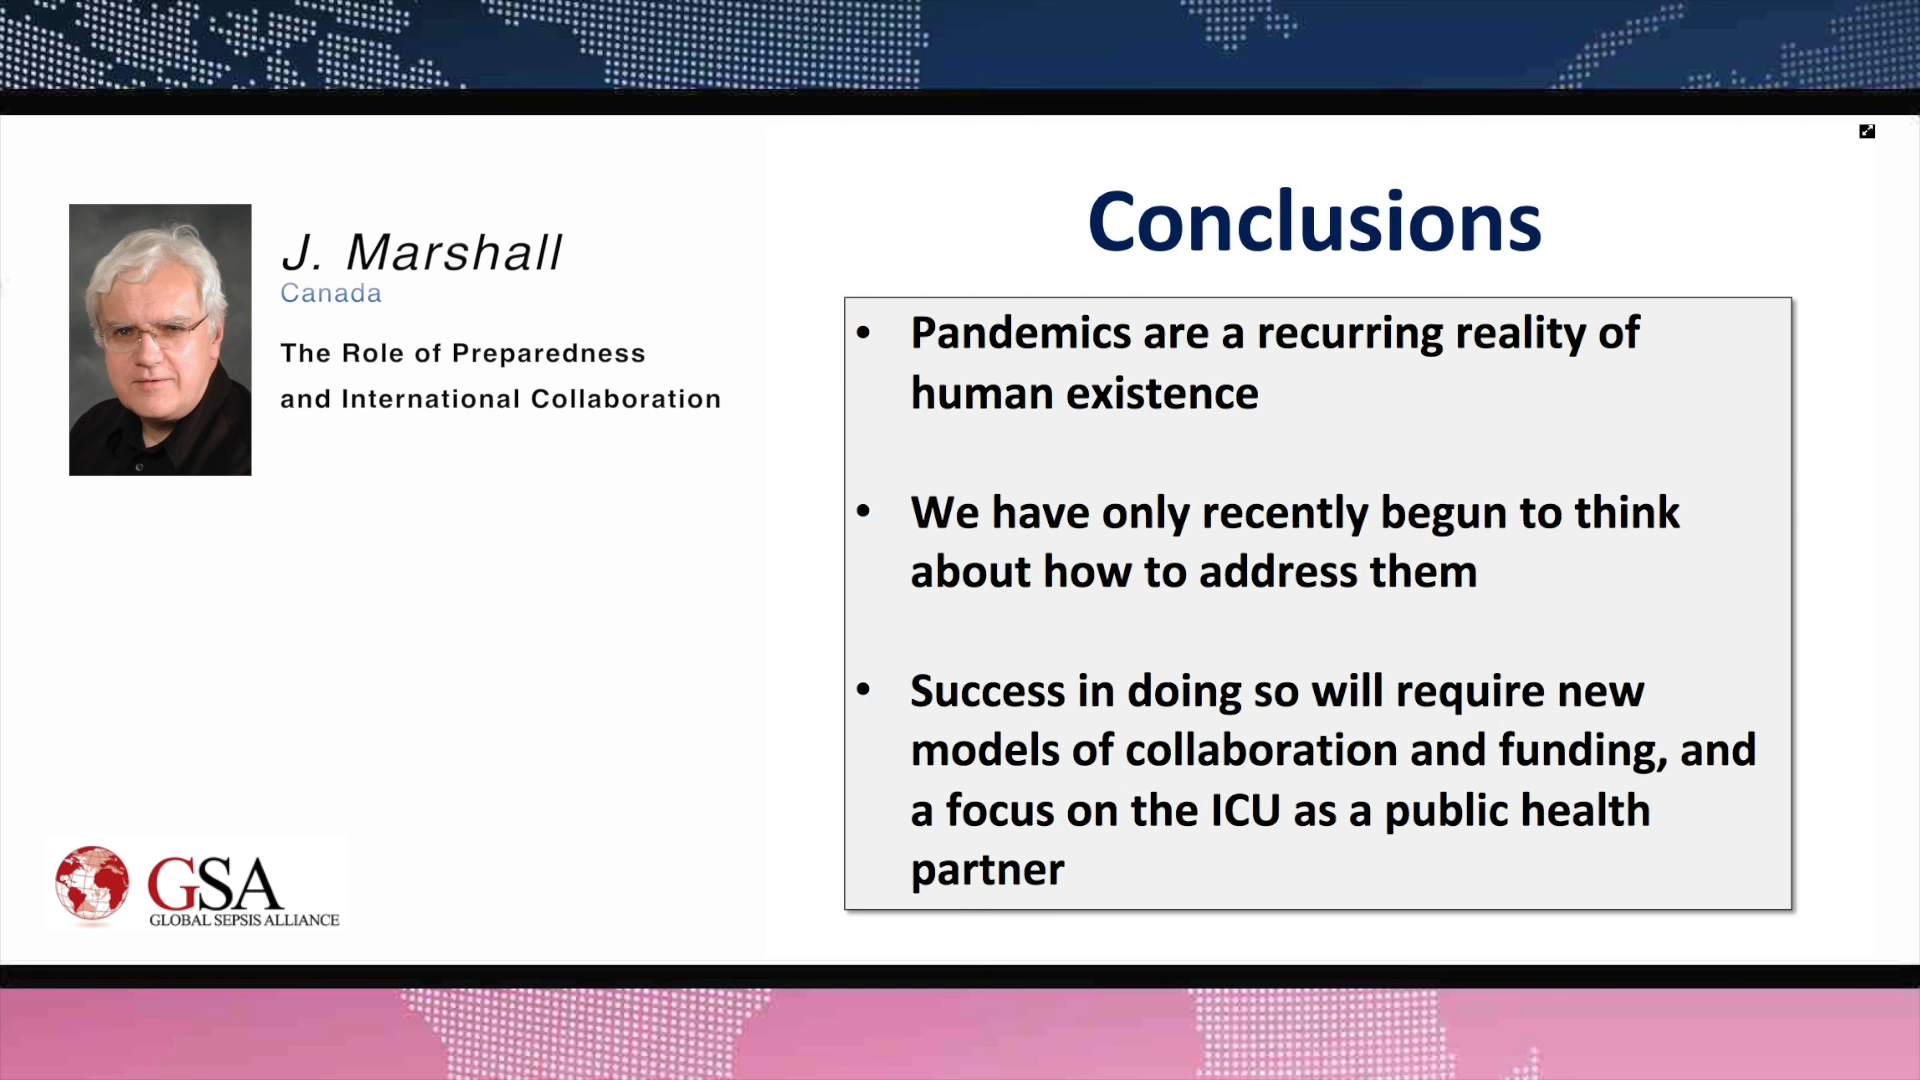 J. Marshall
Canada
The Role of Preparedness
and International Collaboration
GSA
GLOBAL SEPSIS ALLIANCE
Conclusions
• Pandemics are a recurring reality of
human existence
• We have only recently begun to think
about how to address them
• Success in doing so will require new
models of collaboration and funding, and
a focus on the ICU as a public health
partner